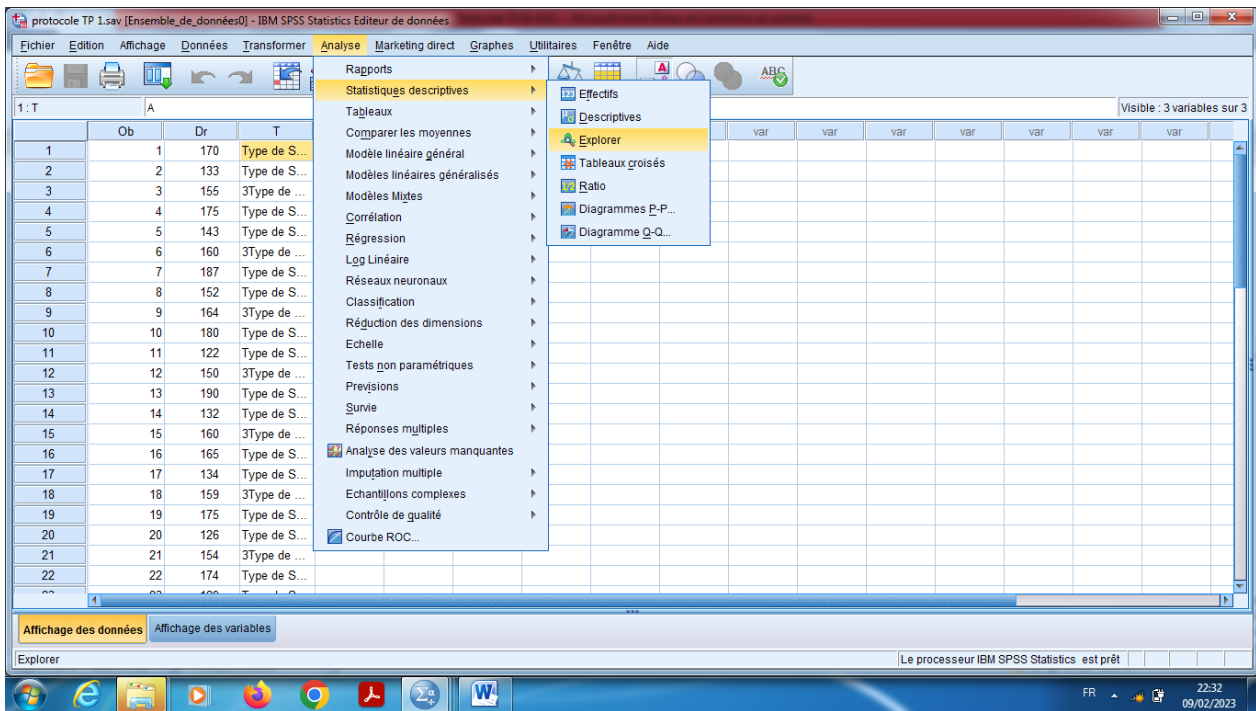 protocole TP 1.sav [Ensemble_de_données0] - IBM SPSS Statistics Editeur de données
Fichier Edition Affichage Données Transformer Analyse Marketing direct Graphes Utilitaires Fenêtre Aide
1 : T A Visible : 3 variables sur 3
Ob Dr T var var var var var var var
1 1 170 Type de S...
2 2 133 Type de S...
3 3 155 3Type de ...
4 4 175 Type de S...
5 5 143 Type de S...
6 6 160 3Type de ...
7 7 187 Type de S...
8 8 152 Type de S...
9 9 164 3Type de ...
10 10 180 Type de S...
11 11 122 Type de S...
12 12 150 3Type de ...
13 13 190 Type de S...
14 14 132 Type de S...
15 15 160 3Type de ...
16 16 165 Type de S...
17 17 134 Type de S...
18 18 159 3Type de ...
19 19 175 Type de S...
20 20 126 Type de S...
21 21 154 3Type de ...
22 22 174 Type de S...
Rapports
Statistiques descriptives
Tableaux
Comparer les moyennes
Modèle linéaire général
Modèles linéaires généralisés
Modèles Mixtes
Corrélation
Régression
Log Linéaire
Réseaux neuronaux
Classification
Réduction des dimensions
Echelle
Tests non paramétriques
Prévisions
Survie
Réponses multiples
Analyse des valeurs manquantes
Imputation multiple
Echantillons complexes
Contrôle de qualité
Courbe ROC...
Effectifs
Descriptives
Explorer
Tableaux croisés
Ratio
Diagrammes P-P...
Diagramme Q-Q...
Affichage des données Affichage des variables
Explorer Le processeur IBM SPSS Statistics est prêt
FR 22:32
09/02/2023